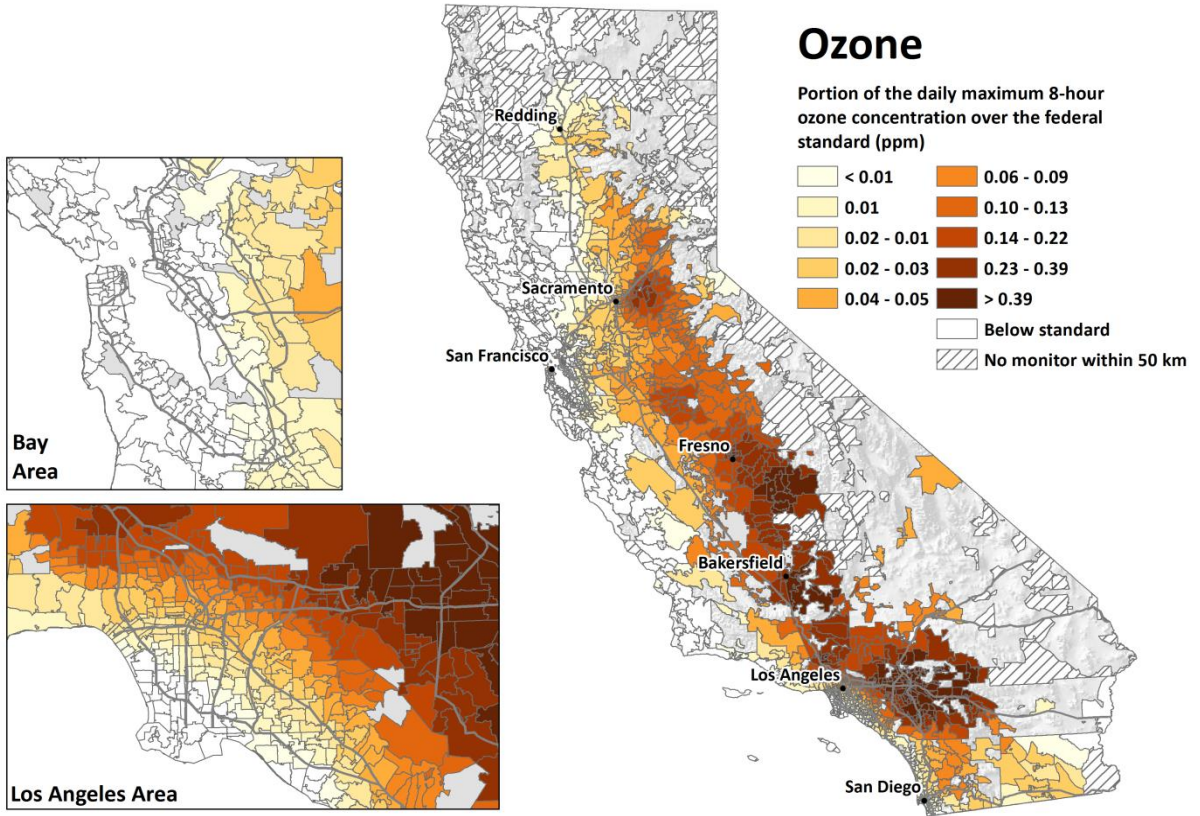 Ozone
Portion of the daily maximum 8-hour
ozone concentration over the federal
standard (ppm)
< 0.01
0.01
0.02 - 0.01
0.02 - 0.03
0.04 - 0.05
0.06 - 0.09
0.10 - 0.13
0.14 - 0.22
0.23 - 0.39
> 0.39
Below standard
No monitor within 50 km
Redding
Sacramento
San Francisco
Fresno
Bakersfield
Los Angeles
San Diego
Bay
Area
Los Angeles Area